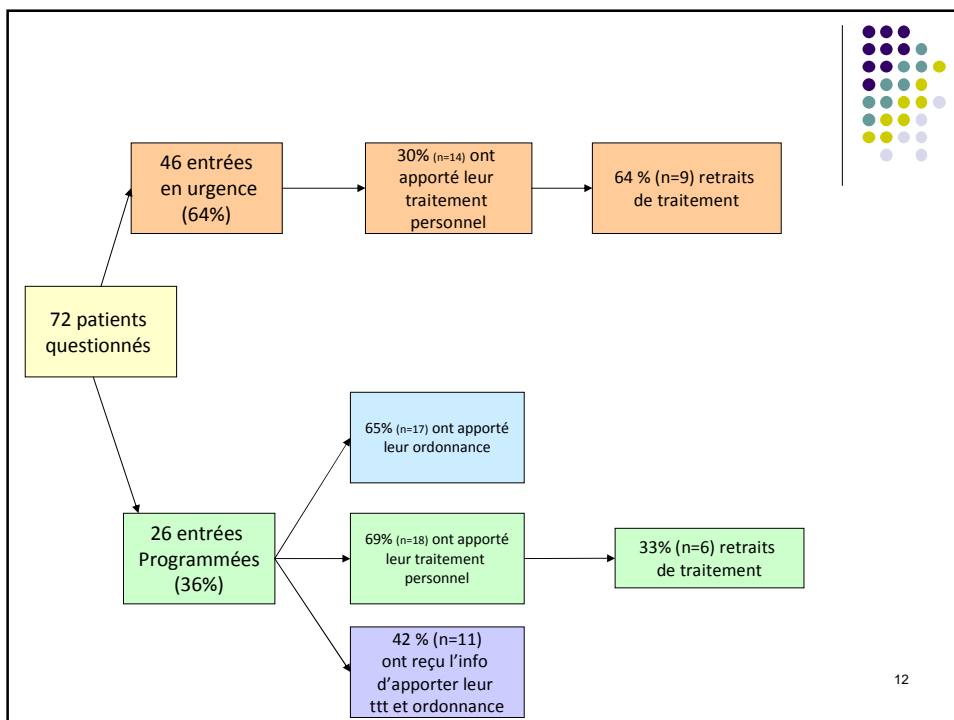 46 entrées
en urgence
(64%)
30% (n=14) ont
apporté leur
traitement
personnel
64 % (n=9) retraits
de traitement
72 patients
questionnés
65% (n=17) ont apporté
leur ordonnance
26 entrées
Programmées
(36%)
69% (n=18) ont apporté
leur traitement
personnel
33% (n=6) retraits
de traitement
42 % (n=11)
ont reçu l’info
d’apporter leur
ttt et ordonnance
12